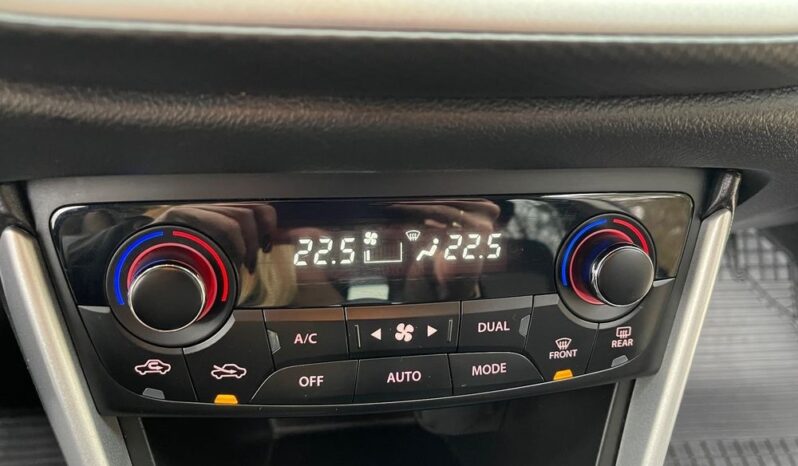 22.5 22.5
A/C DUAL
FRONT REAR
OFF AUTO MODE